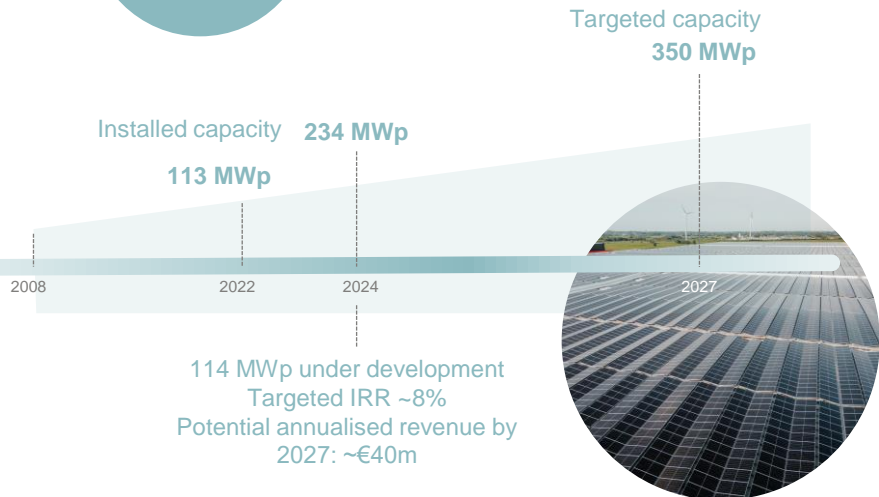 Targeted capacity
350 MWp
Installed capacity 234 MWp
113 MWp
2008
2022
2024
2027
114 MWp under development
Targeted IRR ~8%
Potential annualised revenue by
2027: ~€40m